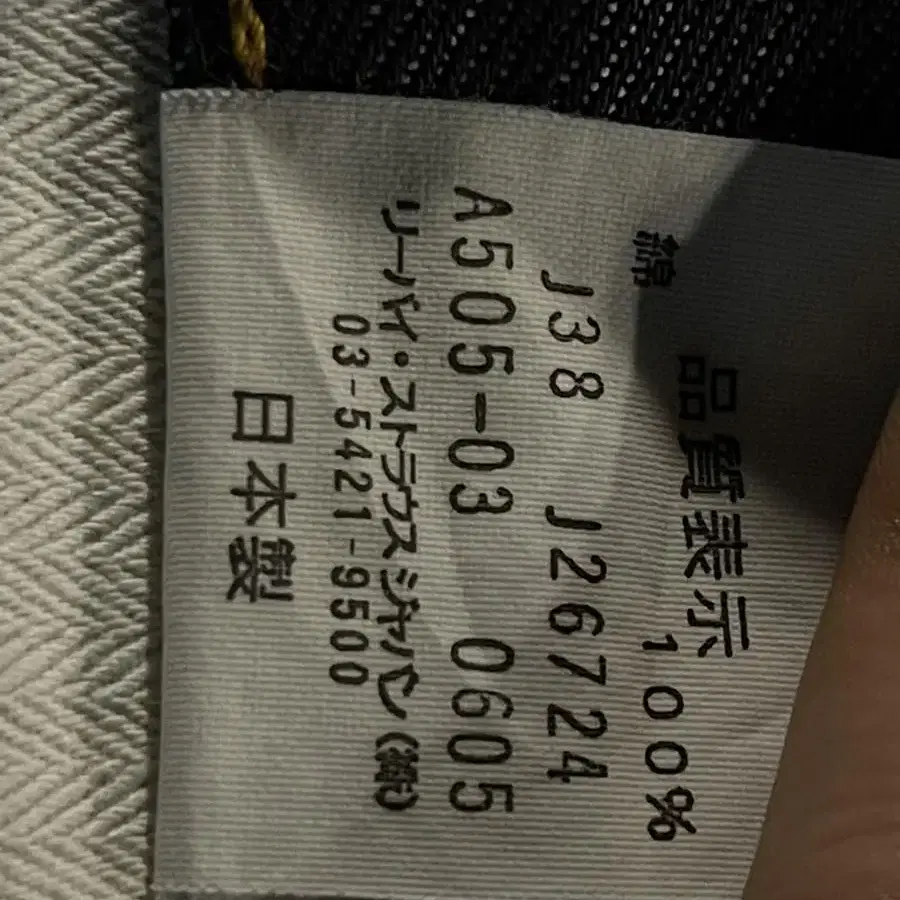 品質表示
綿 100%
J38 J26724
A505-03 0605
リーバイ・ストラウス ジャパン(株)
03-5421-9500
日本製